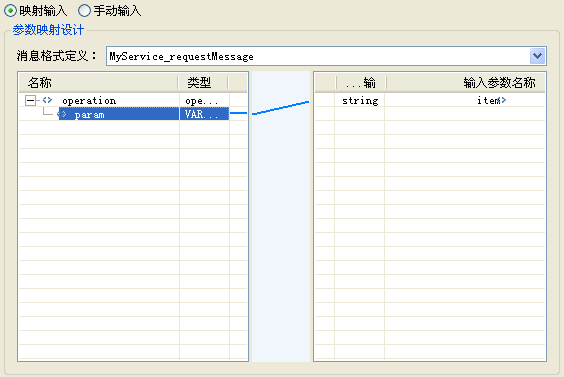 映射输入 手动输入
参数映射设计
消息格式定义： MyService_requestMessage
名称 类型 ...输 输入参数名称
operation ope... string item
param VAR...